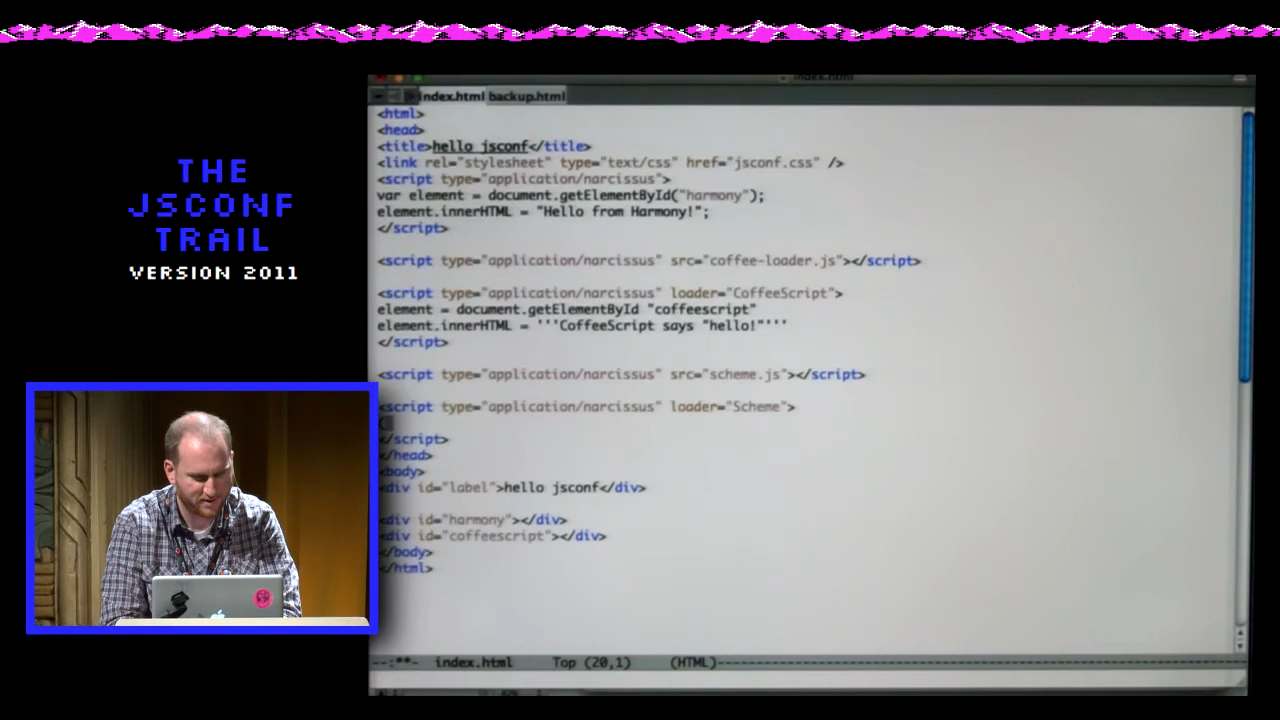 THE
JSCONF
TRAIL
VERSION 2011
index.html
index.html backup.html
<html>
<head>
<title>hello jsconf</title>
<link rel="stylesheet" type="text/css" href="jsconf.css" />
<script type="application/narcissus">
var element = document.getElementById("harmony");
element.innerHTML = "Hello from Harmony!";
</script>
<script type="application/narcissus" src="coffee-loader.js"></script>
<script type="application/narcissus" loader="CoffeeScript">
element = document.getElementById "coffeescript"
element.innerHTML = '''CoffeeScript says "hello!"'''
</script>
<script type="application/narcissus" src="scheme.js"></script>
<script type="application/narcissus" loader="Scheme">
(
</script>
</head>
<body>
<div id="label">hello jsconf</div>
<div id="harmony"></div>
<div id="coffeescript"></div>
</body>
</html>
--:**- index.html Top (20,1) (HTML)----